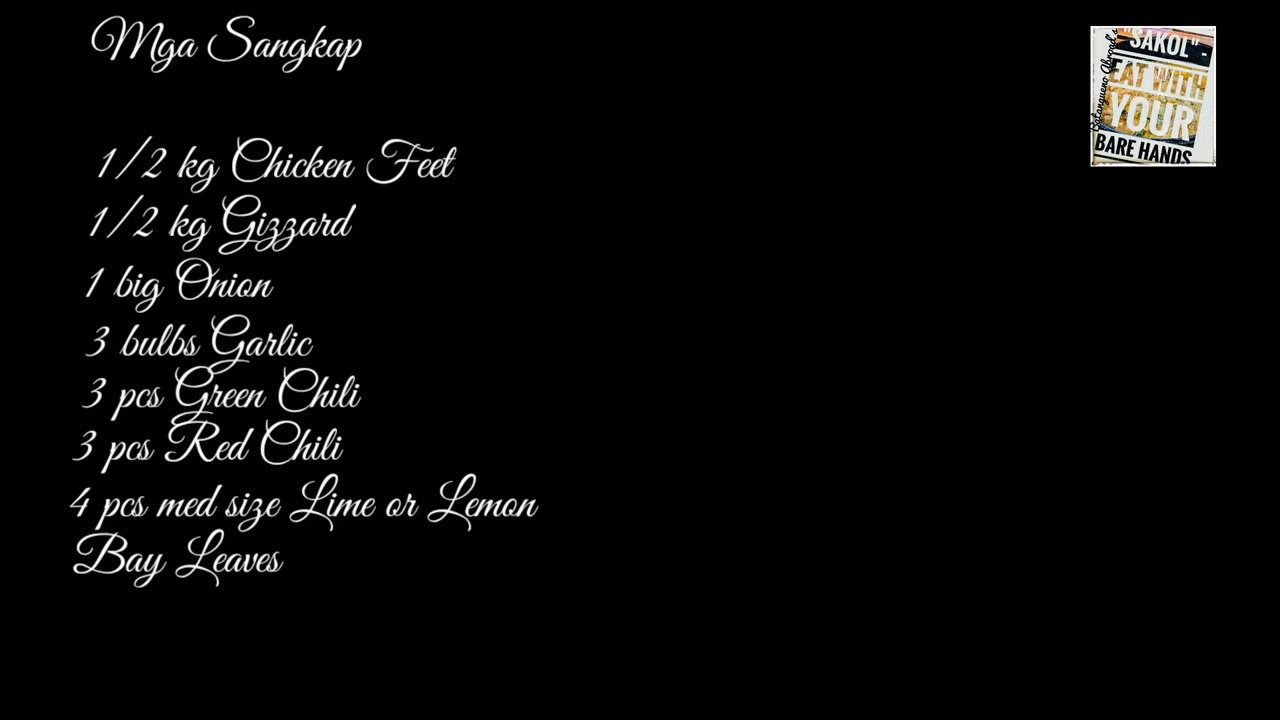 Mga Sangkap
1/2 kg Chicken Feet
1/2 kg Gizzard
1 big Onion
3 bulbs Garlic
3 pcs Green Chili
3 pcs Red Chili
4 pcs med size Lime or Lemon
Bay Leaves
Batangueno Abroad's
"SAKOL" -
EAT WITH
YOUR
BARE HANDS